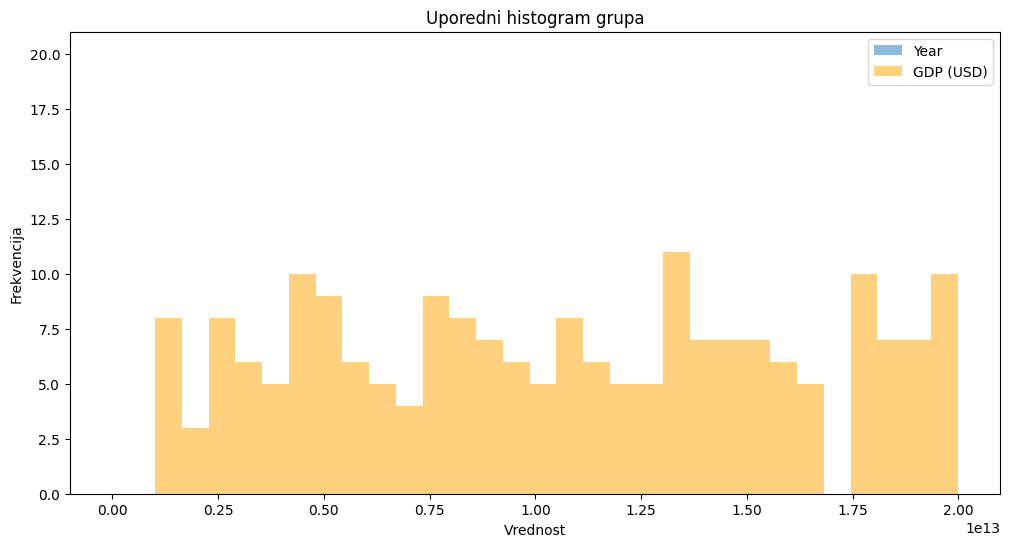 Uporedni histogram grupa
Year
GDP (USD)
20.0
17.5
15.0
12.5
10.0
7.5
5.0
2.5
0.0
Frekvencija
0.00 0.25 0.50 0.75 1.00 1.25 1.50 1.75 2.00
1e13
Vrednost